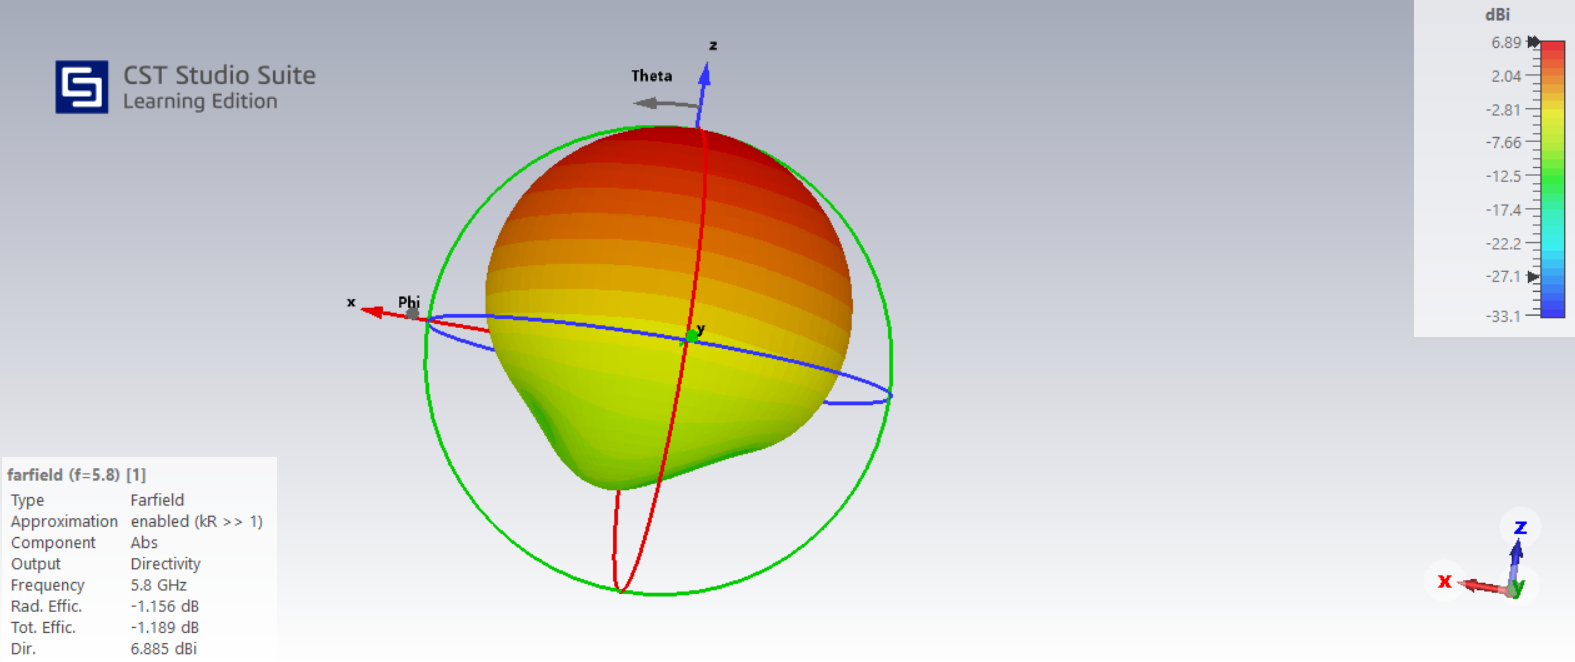 CST Studio Suite
Learning Edition
z
Theta
x
Phi
y
dBi
6.89
2.04
-2.81
-7.66
-12.5
-17.4
-22.2
-27.1
-33.1
farfield (f=5.8) [1]
Type Farfield
Approximation enabled (kR >> 1)
Component Abs
Output Directivity
Frequency 5.8 GHz
Rad. Effic. -1.156 dB
Tot. Effic. -1.189 dB
Dir. 6.885 dBi
z
x
y